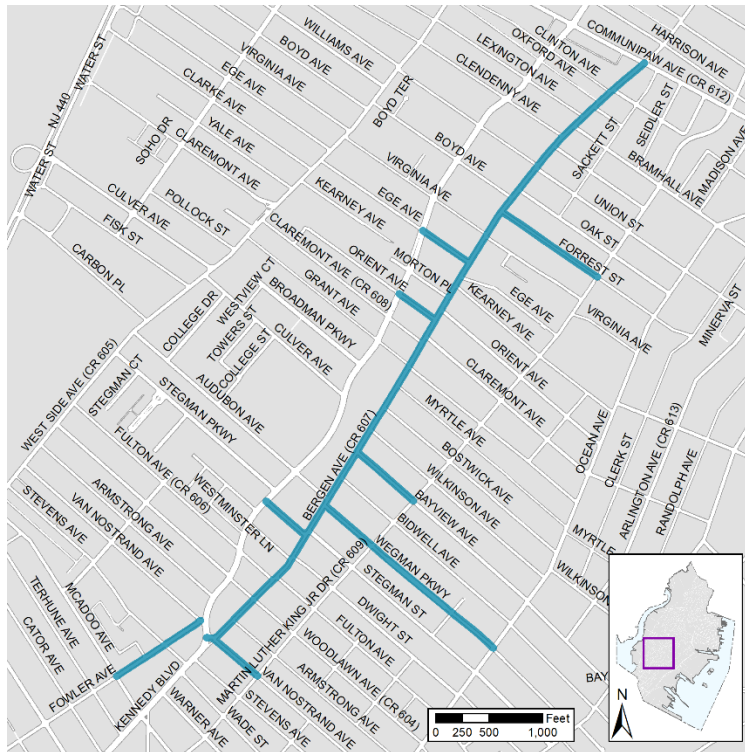 WILLIAMS AVE
BOYD AVE
VIRGINIA AVE
EGE AVE
CLARKE AVE
WATER ST
NJ 440
WATER ST
SOHO DR
YALE AVE
CLAREMONT AVE
BOYD TER
CLINTON AVE
OXFORD AVE
LEXINGTON AVE
CLENDENNY AVE
COMMUNIPAW AVE (CR 612)
HARRISON AVE
SEIDLER ST
SACKETT ST
BRAMHALL AVE
MADISON AVE
BOYD AVE
VIRGINIA AVE
EGE AVE
KEARNEY AVE
CULVER AVE
FISK ST
POLLOCK ST
CARBON PL
CLAREMONT AVE (CR 608)
ORIENT AVE
MORTON PL
UNION ST
OAK ST
FORREST ST
GRANT AVE
BROADMAN PKWY
WESTVIEW CT
COLLEGE DR
TOWERS ST
COLLEGE ST
CULVER AVE
KEARNEY AVE
EGE AVE
VIRGINIA AVE
MINERVA ST
ORIENT AVE
CLAREMONT AVE
WEST SIDE AVE (CR 605)
STEGMAN CT
STEGMAN PKWY
AUDUBON AVE
MYRTLE AVE
BOSTWICK AVE
WILKINSON AVE
BAYVIEW AVE
BIDWELL AVE
OCEAN AVE
CLERK ST
ARLINGTON AVE (CR 613)
RANDOLPH AVE
BERGEN AVE (CR 607)
FULTON AVE (CR 606)
WESTMINSTER LN
ARMSTRONG AVE
VAN NOSTRAND AVE
STEVENS AVE
WEGMAN PKWY
STEGMAN ST
DWIGHT ST
FULTON AVE
MYRTLE
WILKINSON
MCADOO AVE
TERHUNE AVE
CATOR AVE
FOWLER AVE
KENNEDY BLVD
MARTIN LUTHER KING JR DR (CR 609)
WOODLAWN AVE (CR 604)
ARMSTRONG AVE
VAN NOSTRAND AVE
STEVENS AVE
WADE ST
WARNER AVE
BAY
N
Feet
0 250 500 1,000